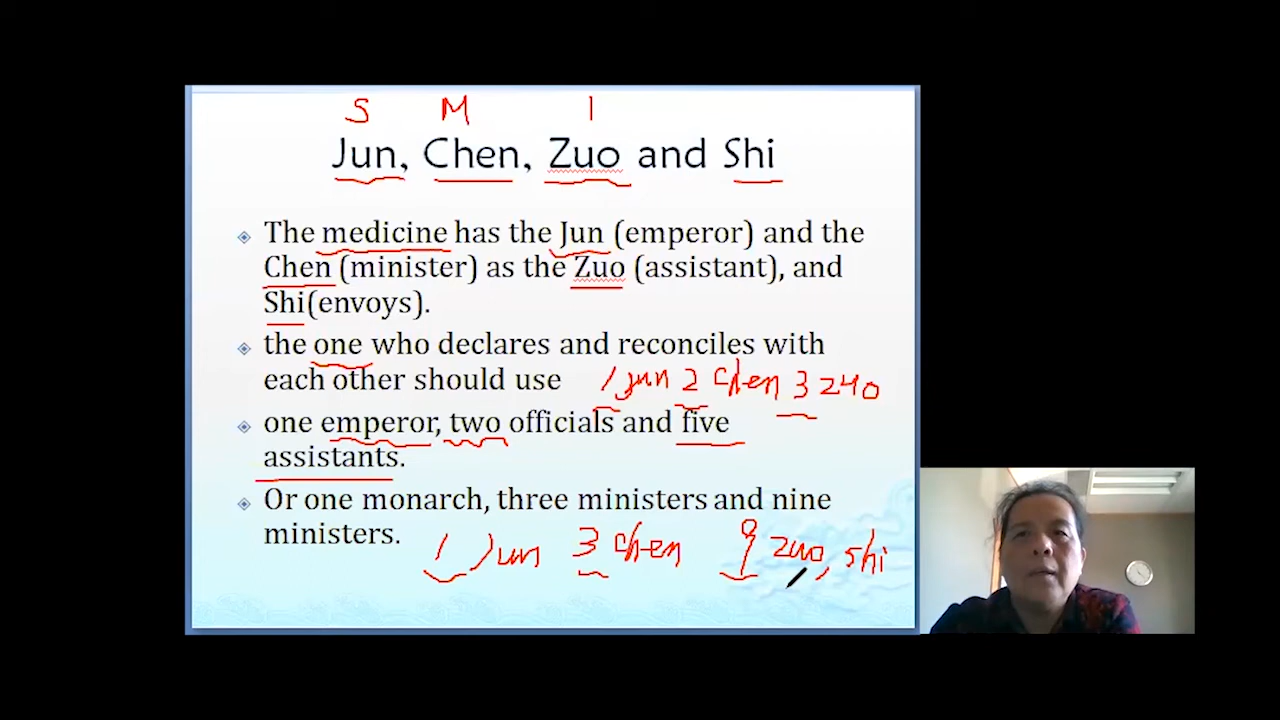 S M I
Jun, Chen, Zuo and Shi
The medicine has the Jun (emperor) and the
Chen (minister) as the Zuo (assistant), and
Shi(envoys).
the one who declares and reconciles with
each other should use 1 Jun 2 Chen 3 Zuo
one emperor, two officials and five
assistants.
Or one monarch, three ministers and nine
ministers.
1 Jun 3 Chen 9 Zuo, Shi